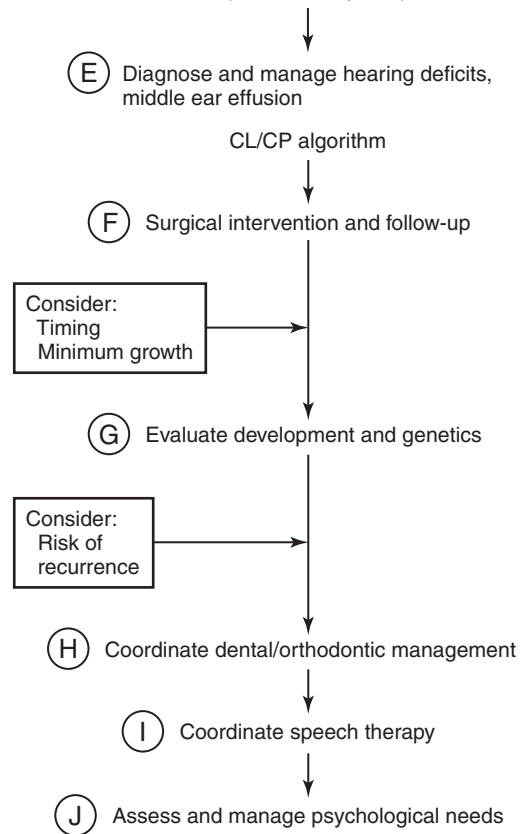 E Diagnose and manage hearing deficits,
middle ear effusion
CL/CP algorithm
F Surgical intervention and follow-up
Consider:
Timing
Minimum growth
G Evaluate development and genetics
Consider:
Risk of
recurrence
H Coordinate dental/orthodontic management
I Coordinate speech therapy
J Assess and manage psychological needs